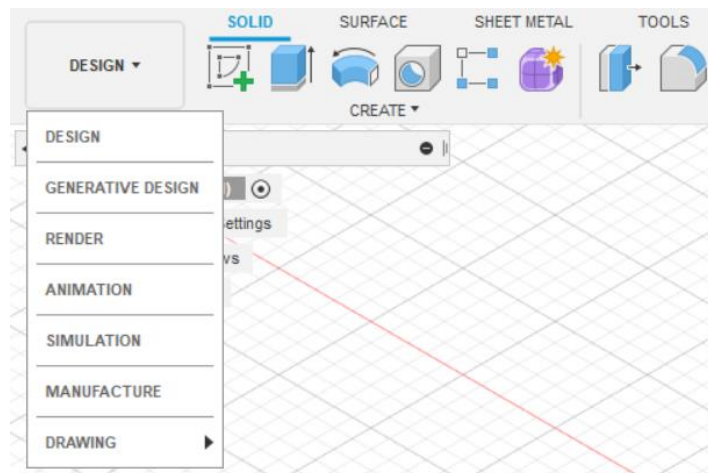 SOLID SURFACE SHEET METAL TOOLS
DESIGN
CREATE
DESIGN
GENERATIVE DESIGN
RENDER
ANIMATION
SIMULATION
MANUFACTURE
DRAWING